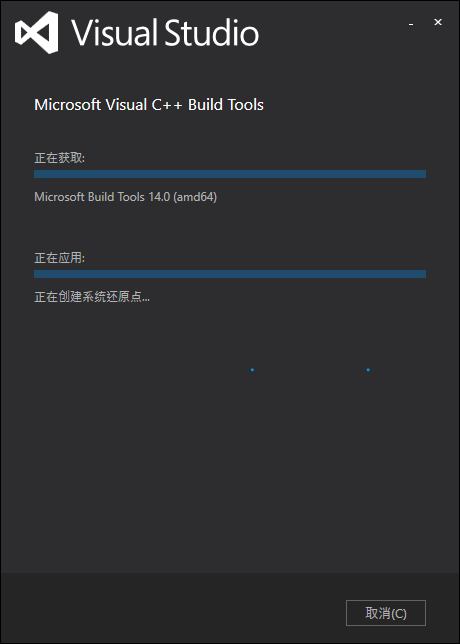 Visual Studio
Microsoft Visual C++ Build Tools
正在获取:
Microsoft Build Tools 14.0 (amd64)
正在应用:
正在创建系统还原点...
取消(C)